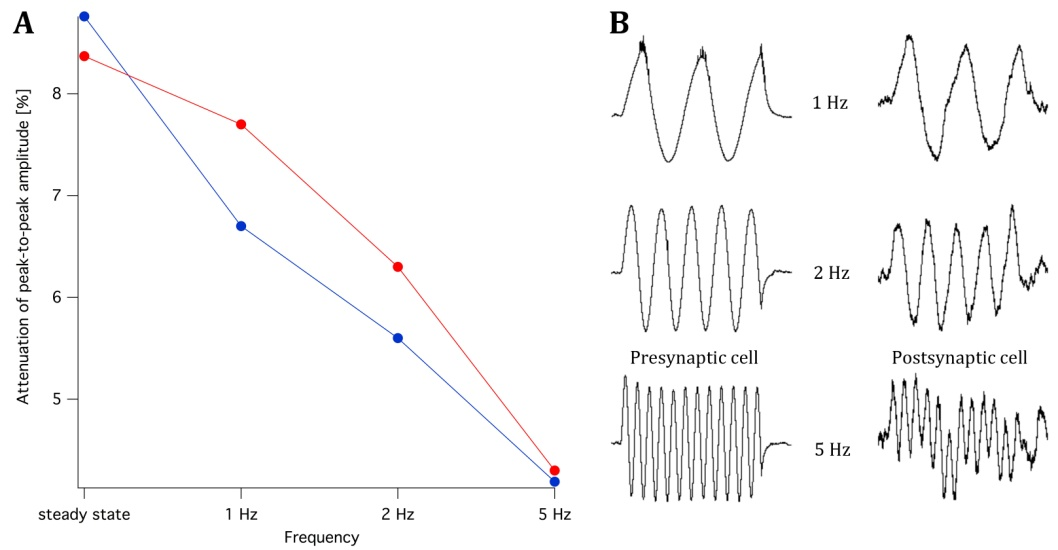 A
B
Attenuation of peak-to-peak amplitude [%]
8
7
6
5
steady state
1 Hz
2 Hz
5 Hz
Frequency
1 Hz
2 Hz
Presynaptic cell
Postsynaptic cell
5 Hz